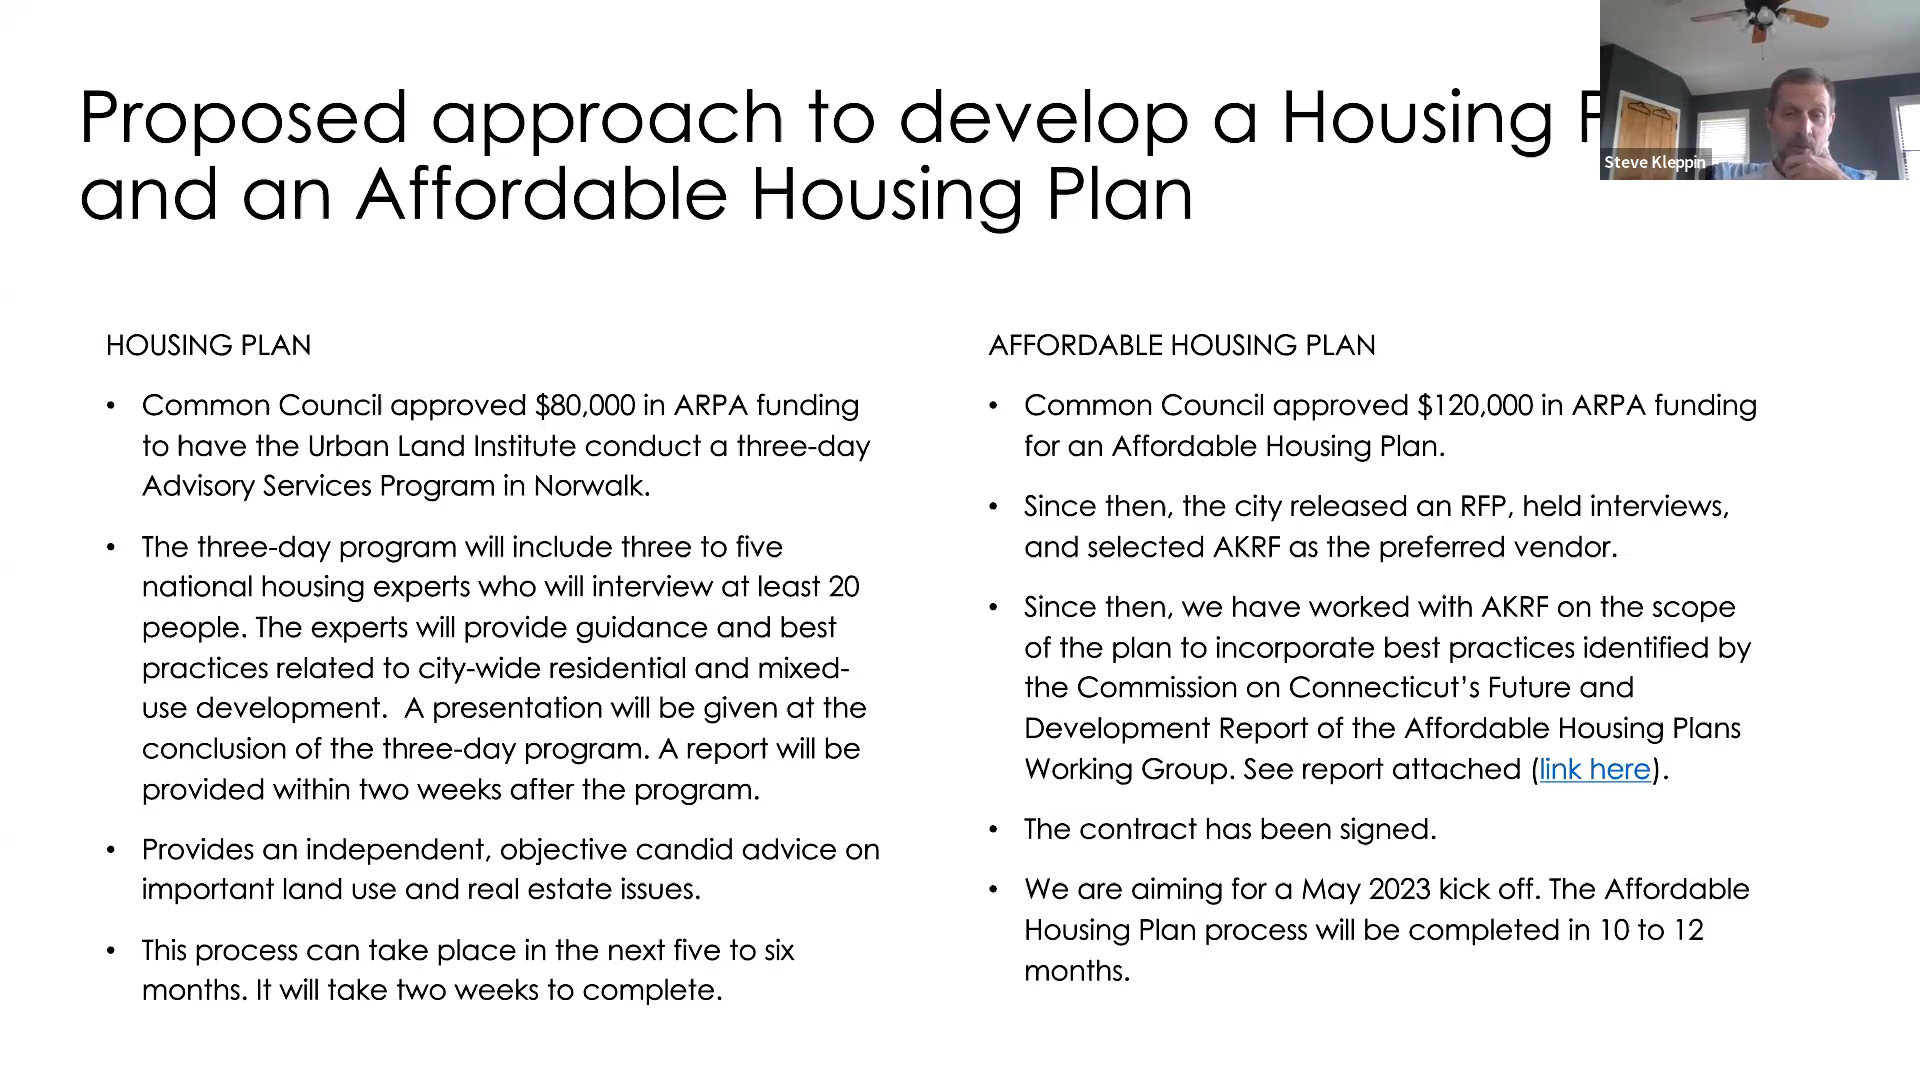 Proposed approach to develop a Housing
and an Affordable Housing Plan
Steve Kleppin
HOUSING PLAN
• Common Council approved $80,000 in ARPA funding
to have the Urban Land Institute conduct a three-day
Advisory Services Program in Norwalk.
• The three-day program will include three to five
national housing experts who will interview at least 20
people. The experts will provide guidance and best
practices related to city-wide residential and mixed-
use development.  A presentation will be given at the
conclusion of the three-day program. A report will be
provided within two weeks after the program.
• Provides an independent, objective candid advice on
important land use and real estate issues.
• This process can take place in the next five to six
months. It will take two weeks to complete.
AFFORDABLE HOUSING PLAN
• Common Council approved $120,000 in ARPA funding
for an Affordable Housing Plan.
• Since then, the city released an RFP, held interviews,
and selected AKRF as the preferred vendor.
• Since then, we have worked with AKRF on the scope
of the plan to incorporate best practices identified by
the Commission on Connecticut’s Future and
Development Report of the Affordable Housing Plans
Working Group. See report attached (link here).
• The contract has been signed.
• We are aiming for a May 2023 kick off. The Affordable
Housing Plan process will be completed in 10 to 12
months.